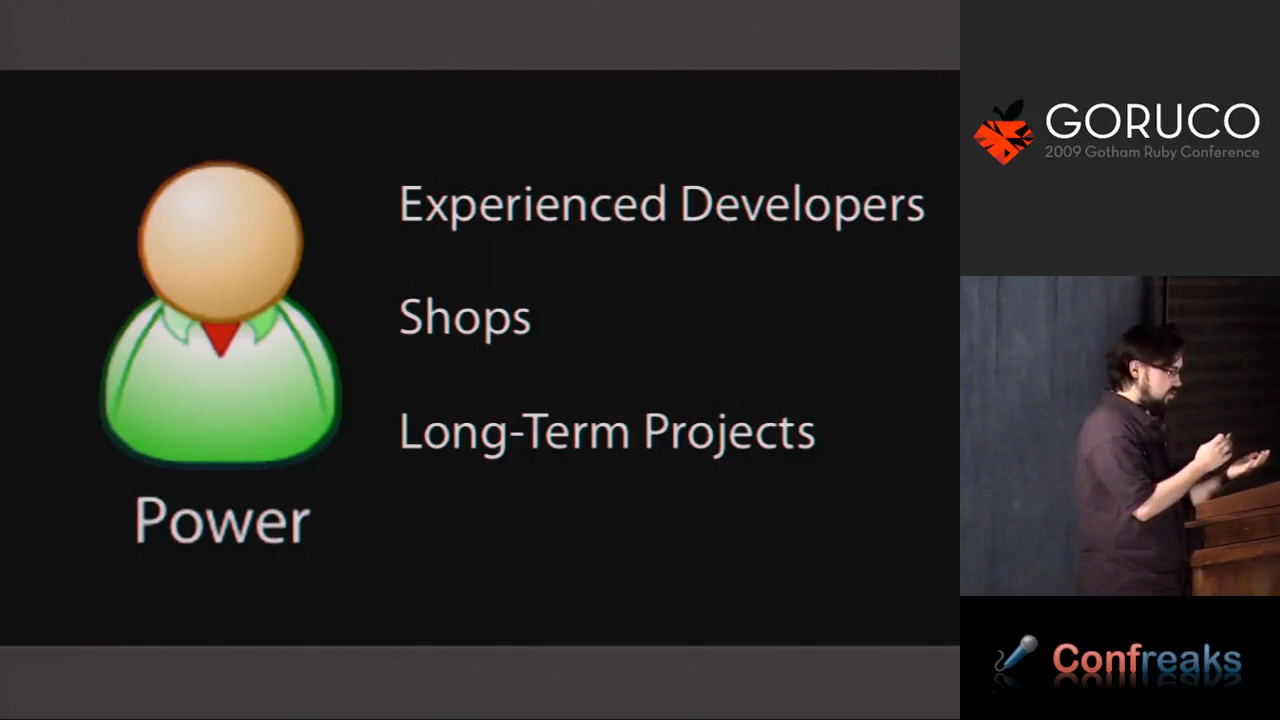 Experienced Developers
Shops
Long-Term Projects
Power
GORUCO
2009 Gotham Ruby Conference
Confreaks